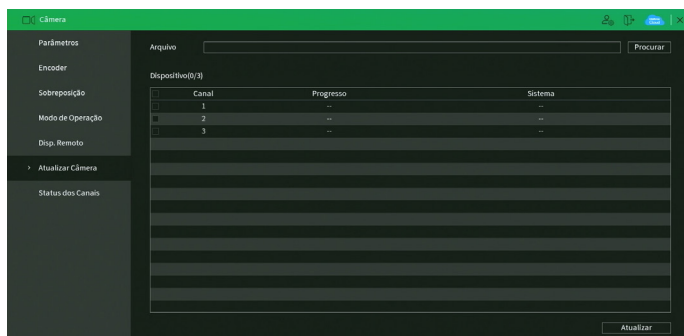 Câmera
Parâmetros
Encoder
Sobreposição
Modo de Operação
Disp. Remoto
Atualizar Câmera
Status dos Canais
Arquivo
Procurar
Dispositivo(0/3)
Canal Progresso Sistema
1 -- --
2 -- --
3 -- --
Atualizar